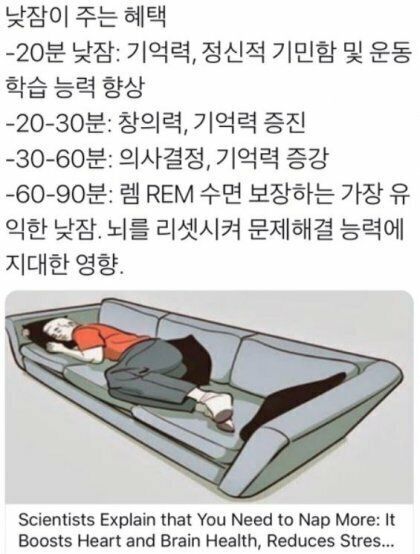 낮잠이 주는 혜택
-20분 낮잠: 기억력, 정신적 기민함 및 운동
학습 능력 향상
-20-30분: 창의력, 기억력 증진
-30-60분: 의사결정, 기억력 증강
-60-90분: 렘 REM 수면 보장하는 가장 유
익한 낮잠. 뇌를 리셋시켜 문제해결 능력에
지대한 영향.
Scientists Explain that You Need to Nap More: It
Boosts Heart and Brain Health, Reduces Stres...